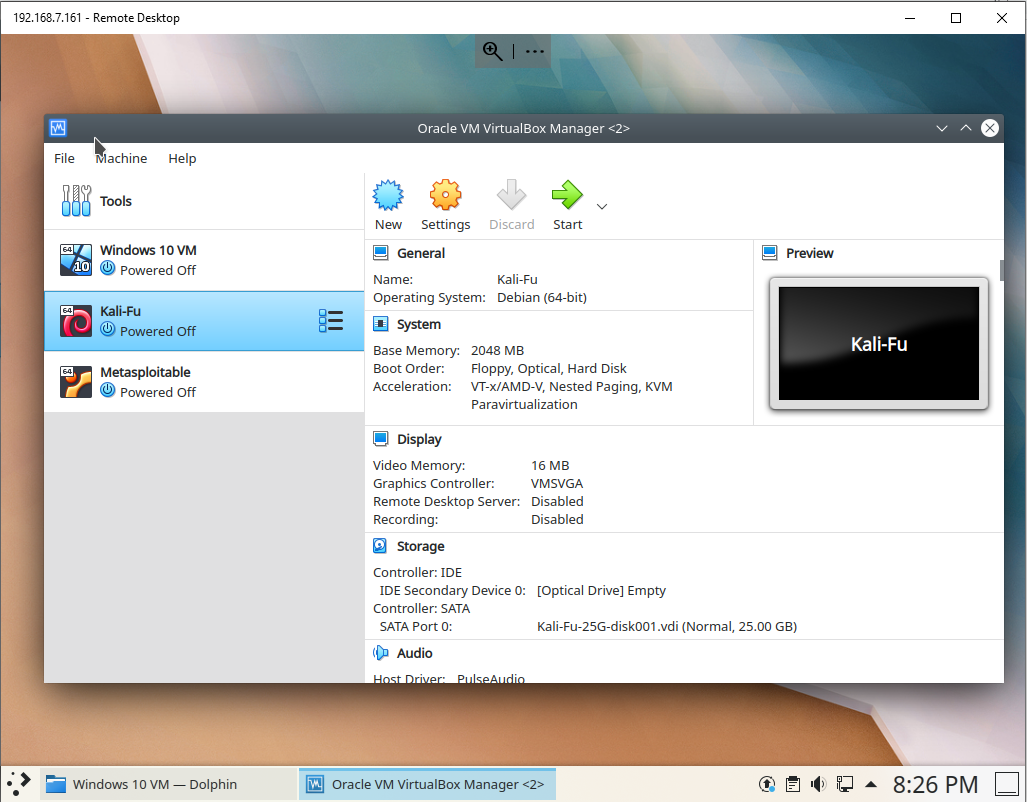 192.168.7.161 - Remote Desktop
Oracle VM VirtualBox Manager <2>
File Machine Help
Tools
New Settings Discard Start
64
10
Windows 10 VM
Powered Off
64
Kali-Fu
Powered Off
64
Metasploitable
Powered Off
General
Name: Kali-Fu
Operating System: Debian (64-bit)
System
Base Memory: 2048 MB
Boot Order: Floppy, Optical, Hard Disk
Acceleration: VT-x/AMD-V, Nested Paging, KVM
Paravirtualization
Preview
Kali-Fu
Display
Video Memory: 16 MB
Graphics Controller: VMSVGA
Remote Desktop Server: Disabled
Recording: Disabled
Storage
Controller: IDE
IDE Secondary Device 0: [Optical Drive] Empty
Controller: SATA
SATA Port 0: Kali-Fu-25G-disk001.vdi (Normal, 25.00 GB)
Audio
Host Driver: PulseAudio
Windows 10 VM — Dolphin
Oracle VM VirtualBox Manager <2>
8:26 PM